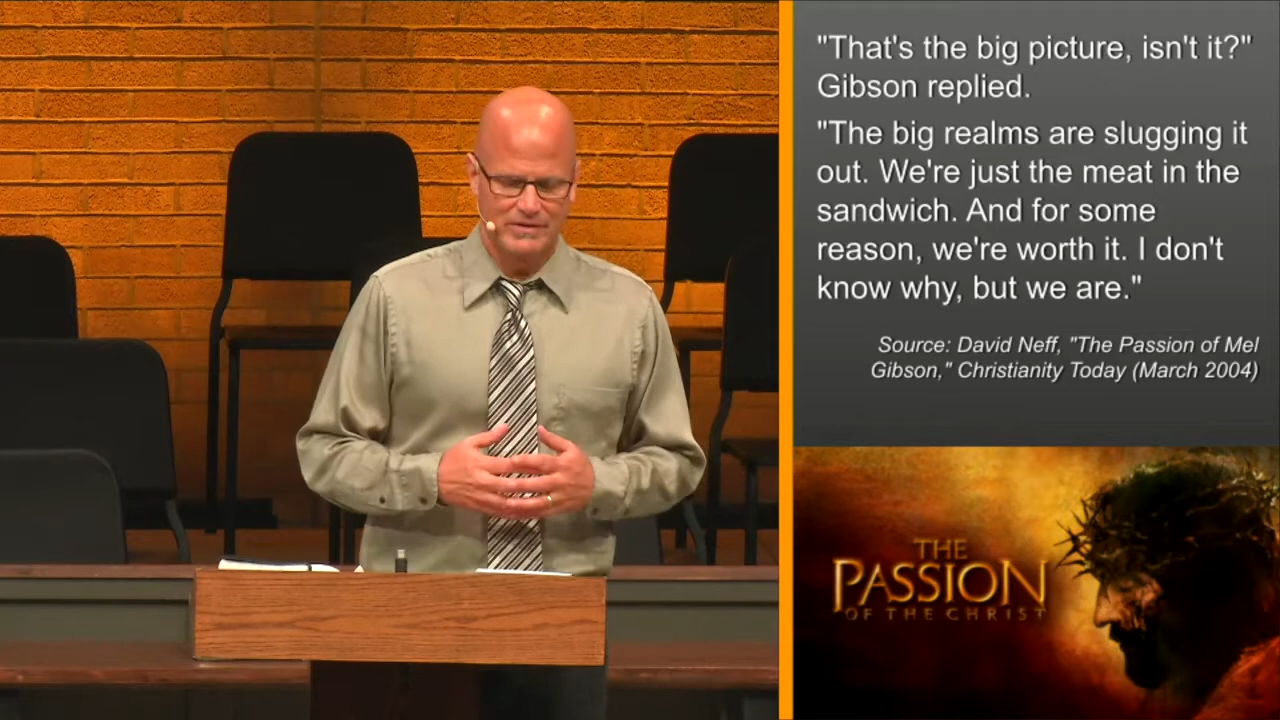 "That's the big picture, isn't it?"
Gibson replied.
"The big realms are slugging it
out. We're just the meat in the
sandwich. And for some
reason, we're worth it. I don't
know why, but we are."
Source: David Neff, "The Passion of Mel
Gibson," Christianity Today (March 2004)
THE
PASSION
OF THE CHRIST